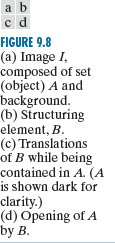 a b
c d
FIGURE 9.8
(a) Image I,
composed of set
(object) A and
background.
(b) Structuring
element, B.
(c) Translations
of B while being
contained in A. (A
is shown dark for
clarity.)
(d) Opening of A
by B.